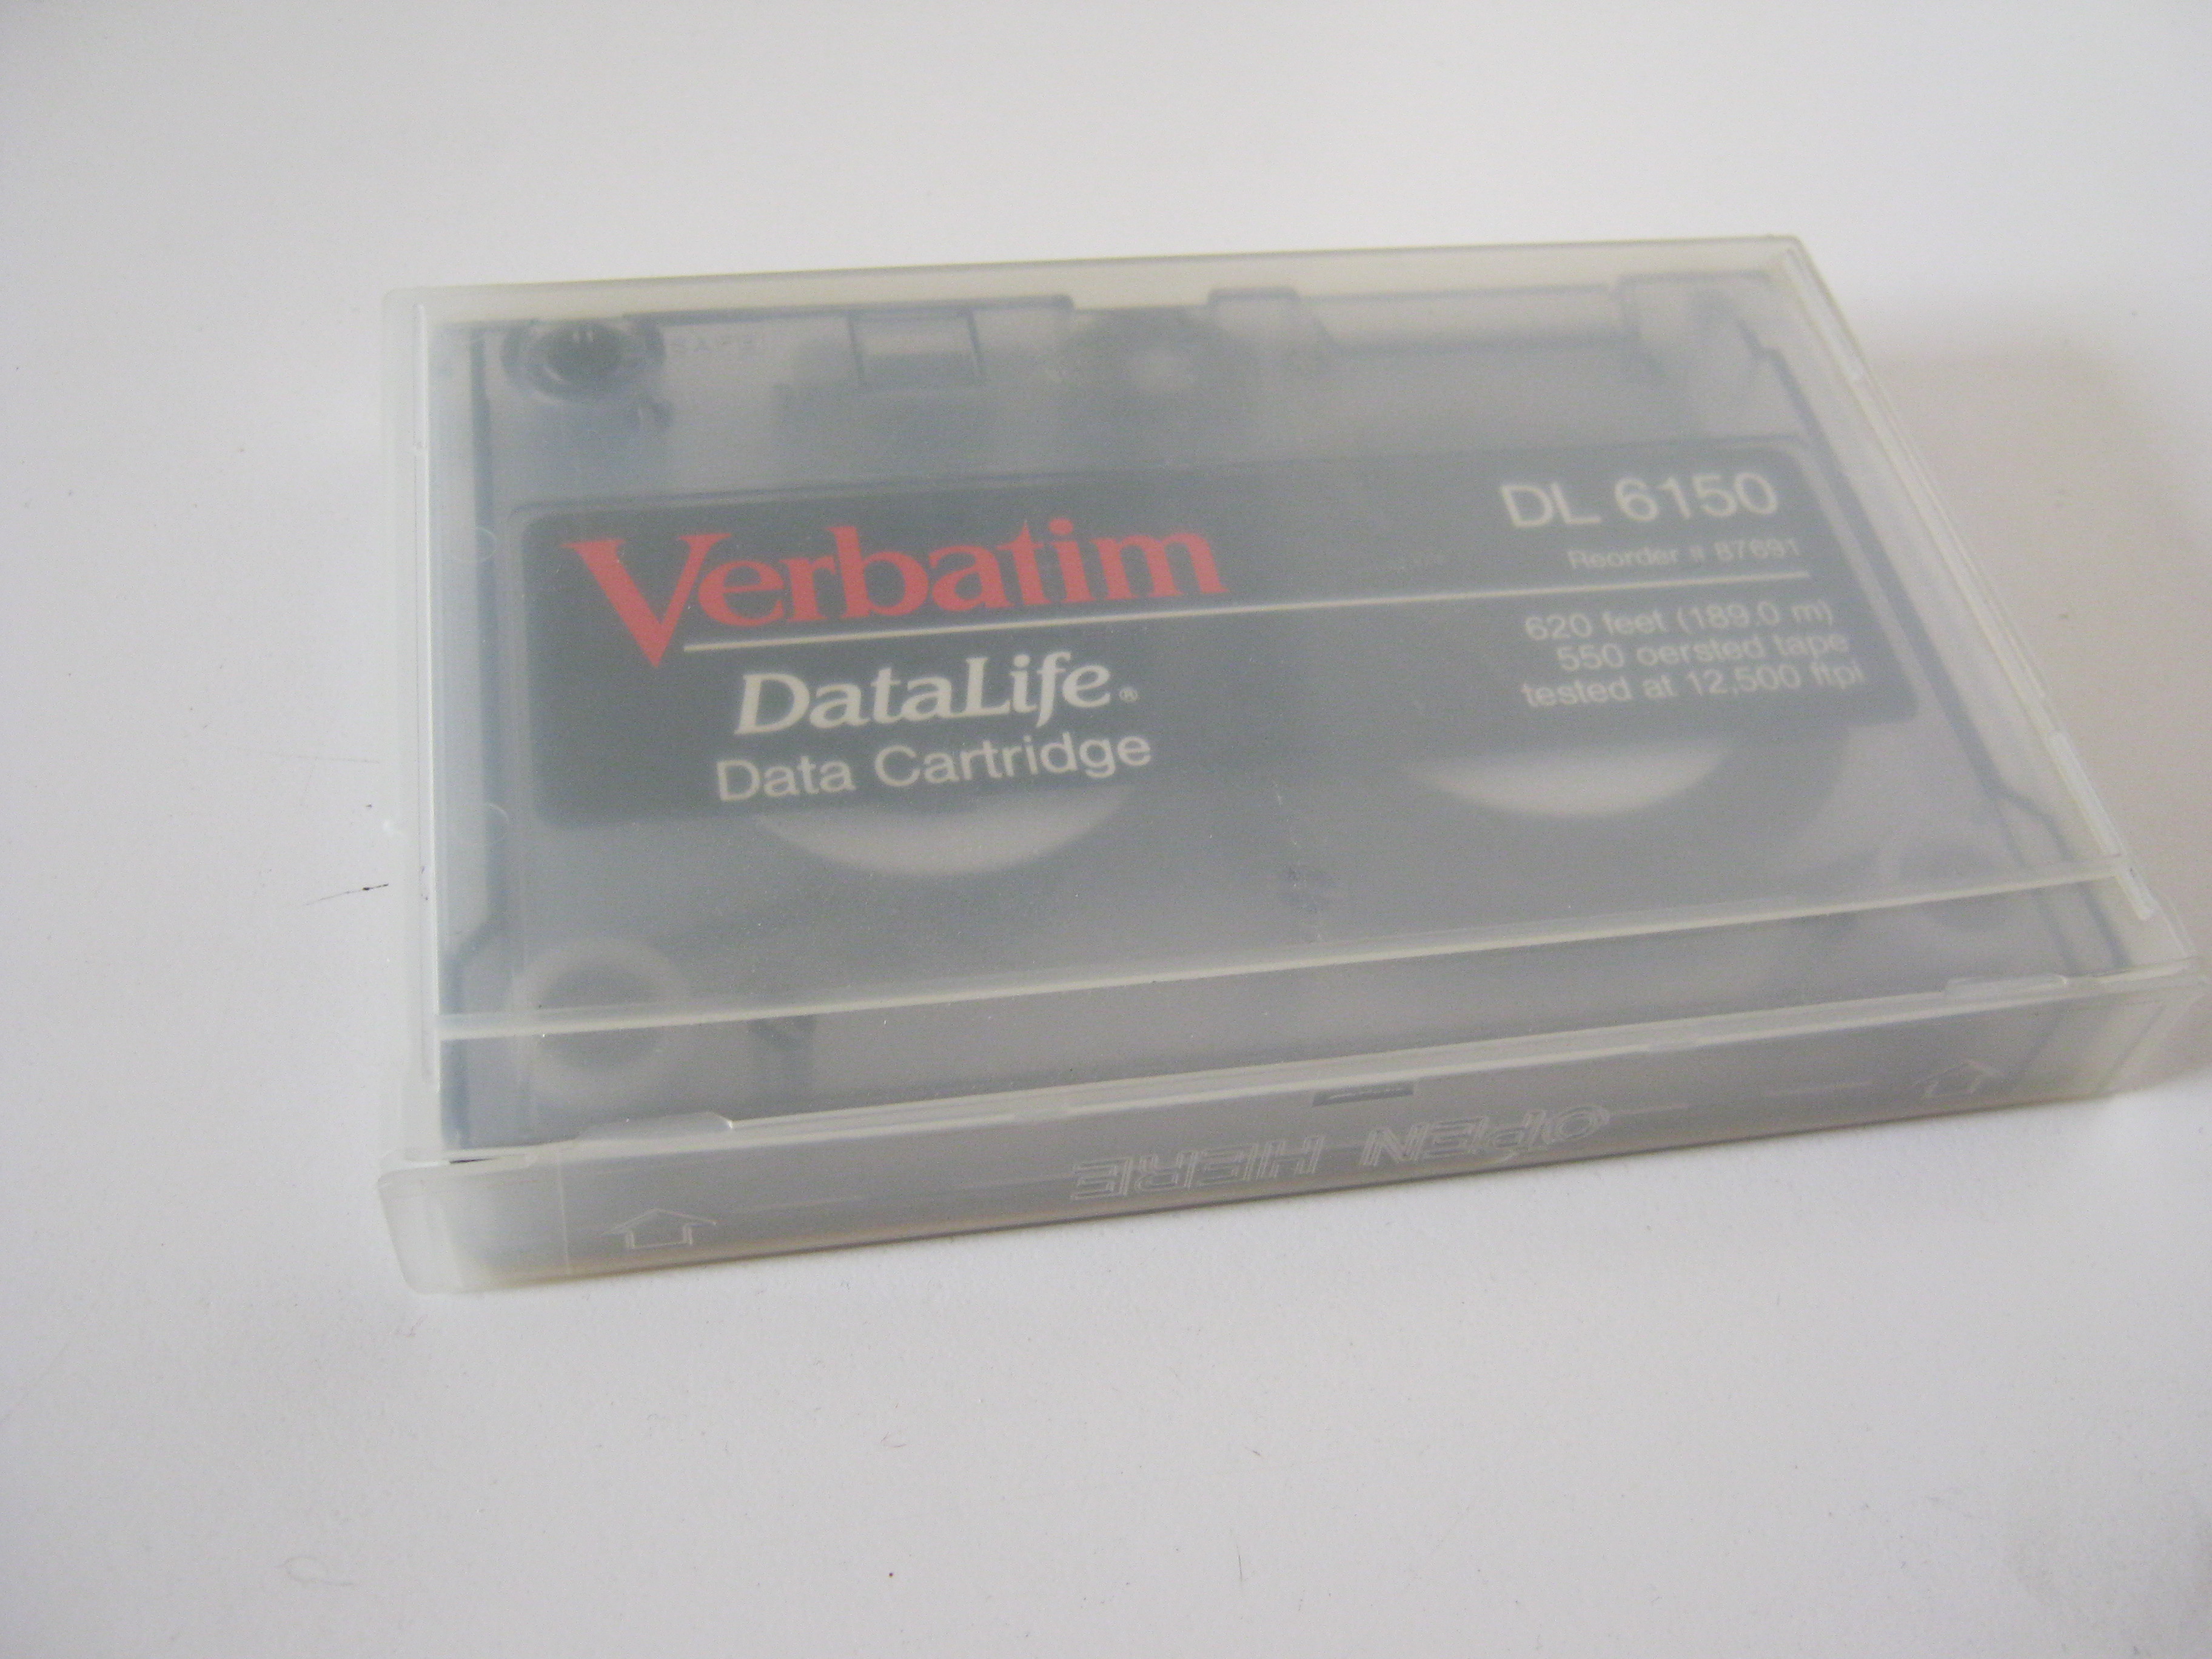 Verbatim
DataLife®
Data Cartridge
DL 6150
Reorder # 87691
620 feet (189.0 m)
550 oersted tape
tested at 12,500 ftpi
OPEN HERE